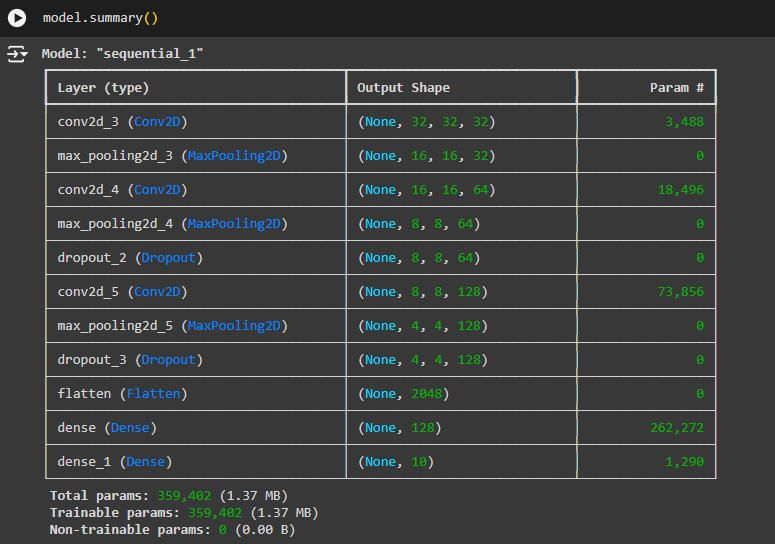 model.summary()
Model: "sequential_1"
Layer (type) Output Shape Param #
conv2d_3 (Conv2D) (None, 32, 32, 32) 3,488
max_pooling2d_3 (MaxPooling2D) (None, 16, 16, 32) 0
conv2d_4 (Conv2D) (None, 16, 16, 64) 18,496
max_pooling2d_4 (MaxPooling2D) (None, 8, 8, 64) 0
dropout_2 (Dropout) (None, 8, 8, 64) 0
conv2d_5 (Conv2D) (None, 8, 8, 128) 73,856
max_pooling2d_5 (MaxPooling2D) (None, 4, 4, 128) 0
dropout_3 (Dropout) (None, 4, 4, 128) 0
flatten (Flatten) (None, 2048) 0
dense (Dense) (None, 128) 262,272
dense_1 (Dense) (None, 10) 1,290
Total params: 359,402 (1.37 MB)
Trainable params: 359,402 (1.37 MB)
Non-trainable params: 0 (0.00 B)